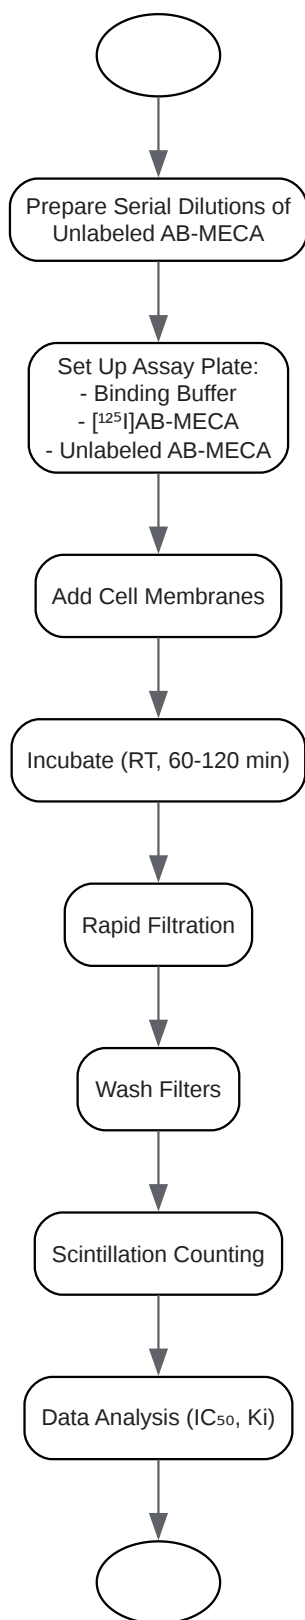 Prepare Serial Dilutions of
Unlabeled AB-MECA
Set Up Assay Plate:
- Binding Buffer
- [¹²⁵I]AB-MECA
- Unlabeled AB-MECA
Add Cell Membranes
Incubate (RT, 60-120 min)
Rapid Filtration
Wash Filters
Scintillation Counting
Data Analysis (IC₅₀, Ki)